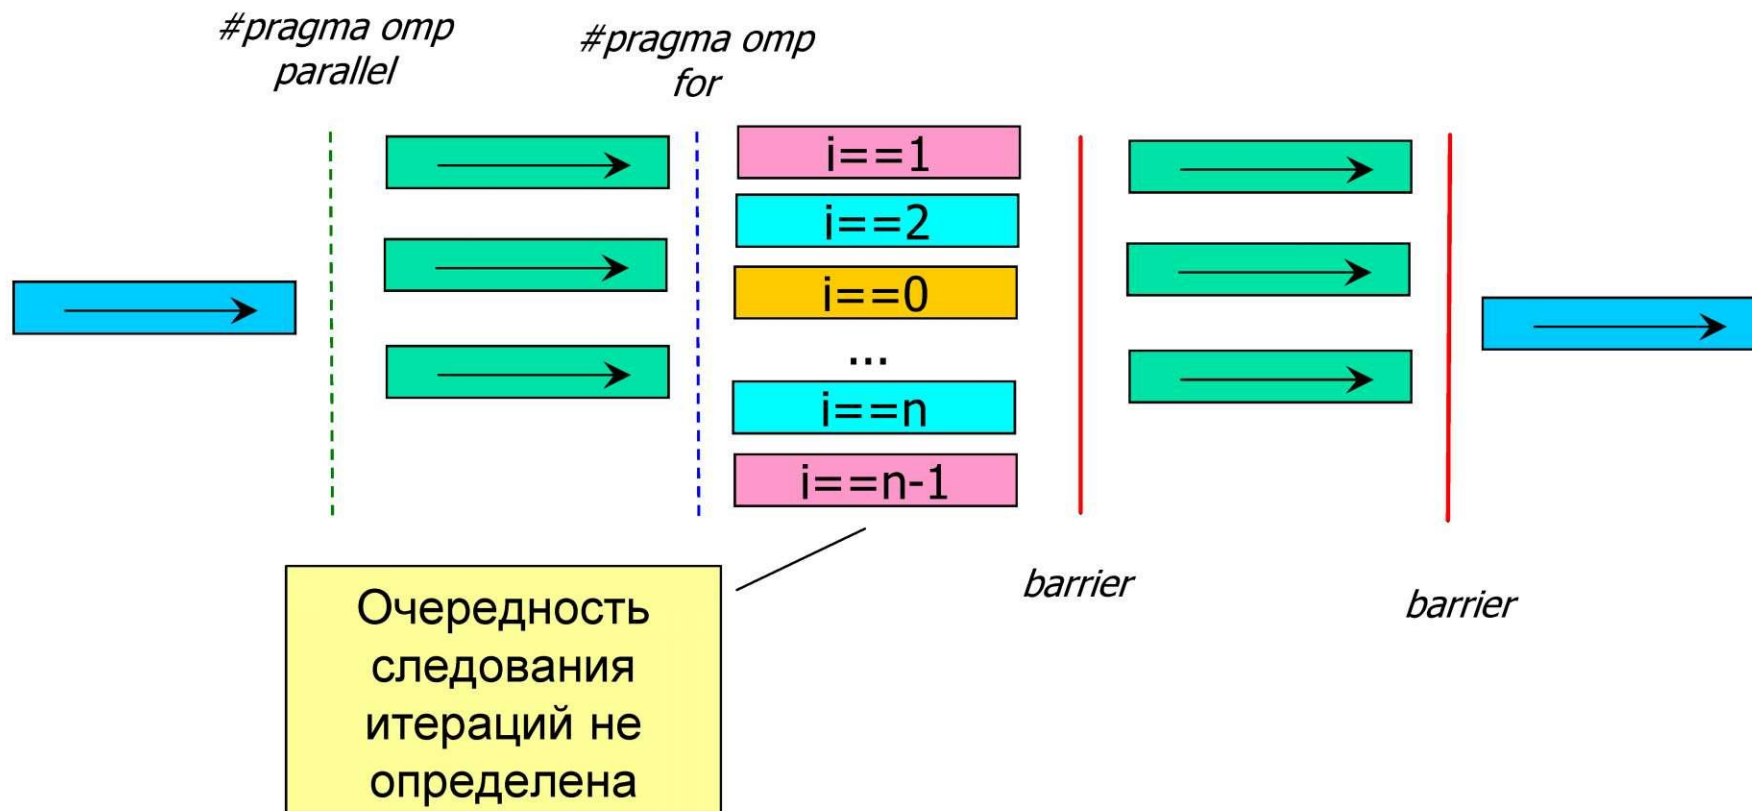 #pragma omp
parallel
#pragma omp
for
i==1
i==2
i==0
...
i==n
i==n-1
barrier
barrier
Очередность
следования
итераций не
определена